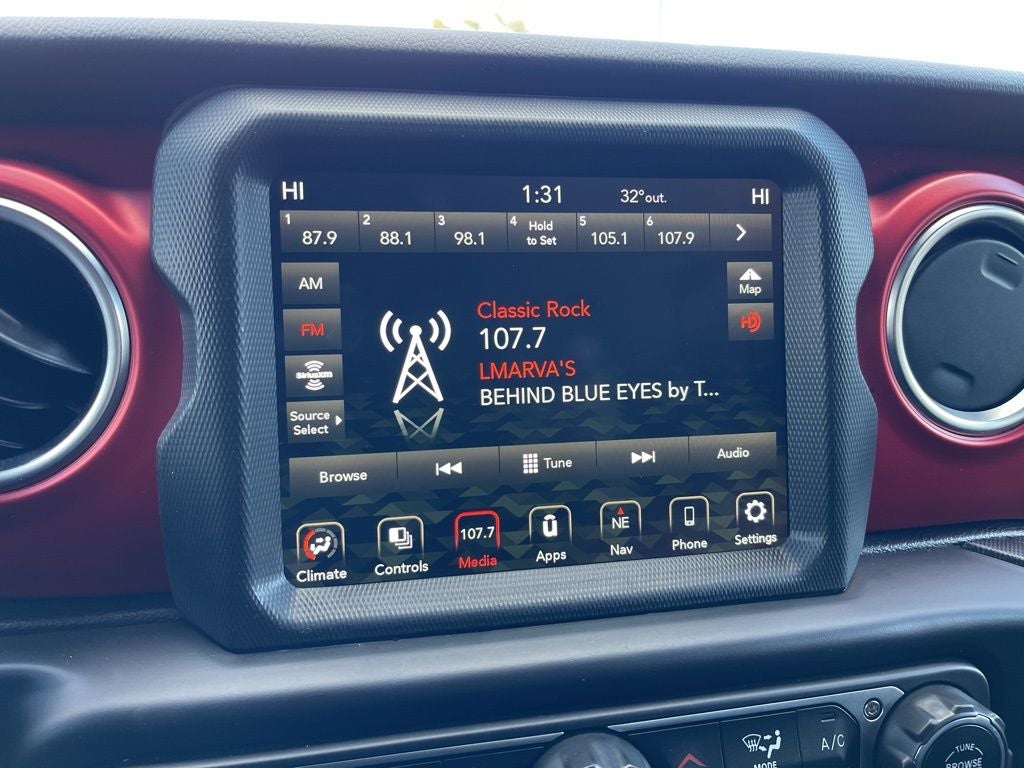 HI 1:31 32°out. HI
1 87.9 2 88.1 3 98.1 4 Hold to Set 5 105.1 6 107.9
AM
FM
SiriusXM
Source
Select
Classic Rock
107.7
LMARVA'S
BEHIND BLUE EYES by T...
Map
HD
Browse Tune Audio
Climate
Controls
107.7
Media
Apps
NE
Nav
Phone
Settings
MODE
A/C
TUNE
BROWSE